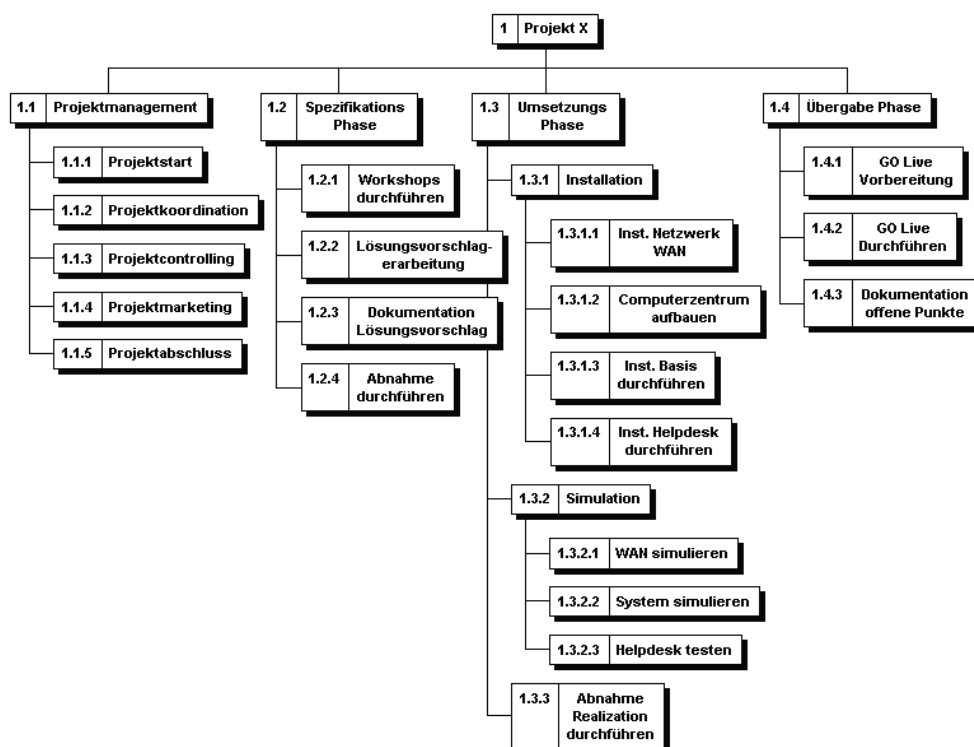 1 Projekt X
1.1 Projektmanagement
1.1.1 Projektstart
1.1.2 Projektkoordination
1.1.3 Projektcontrolling
1.1.4 Projektmarketing
1.1.5 Projektabschluss
1.2 Spezifikations
Phase
1.2.1 Workshops
durchführen
1.2.2 Lösungsvorschlag-
erarbeitung
1.2.3 Dokumentation
Lösungsvorschlag
1.2.4 Abnahme
durchführen
1.3 Umsetzungs
Phase
1.3.1 Installation
1.3.1.1 Inst. Netzwerk
WAN
1.3.1.2 Computerzentrum
aufbauen
1.3.1.3 Inst. Basis
durchführen
1.3.1.4 Inst. Helpdesk
durchführen
1.3.2 Simulation
1.3.2.1 WAN simulieren
1.3.2.2 System simulieren
1.3.2.3 Helpdesk testen
1.3.3 Abnahme
Realization
durchführen
1.4 Übergabe Phase
1.4.1 GO Live
Vorbereitung
1.4.2 GO Live
Durchführen
1.4.3 Dokumentation
offene Punkte